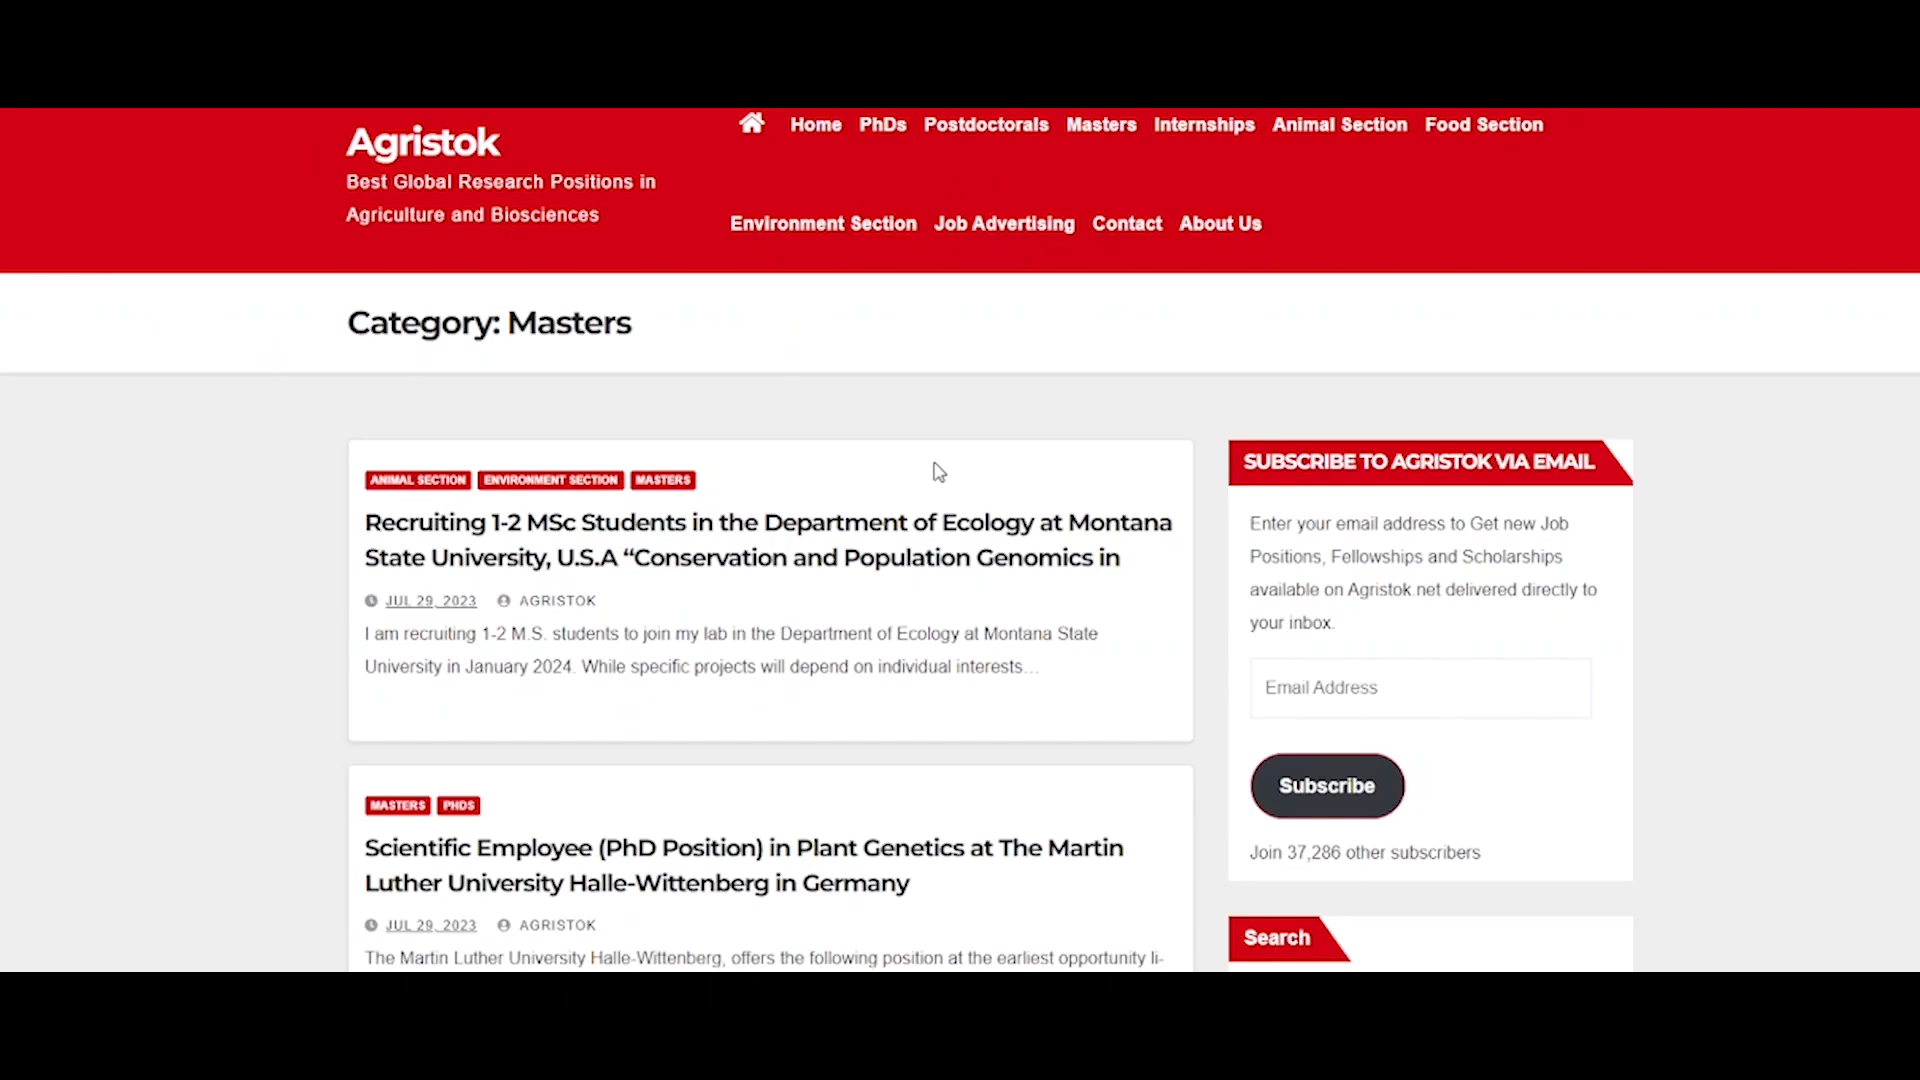 Agristok
Best Global Research Positions in
Agriculture and Biosciences
Home PhDs Postdoctorals Masters Internships Animal Section Food Section
Environment Section Job Advertising Contact About Us
Category: Masters
ANIMAL SECTION ENVIRONMENT SECTION MASTERS
Recruiting 1-2 MSc Students in the Department of Ecology at Montana
State University, U.S.A “Conservation and Population Genomics in
JUL 29, 2023 AGRISTOK
I am recruiting 1-2 M.S. students to join my lab in the Department of Ecology at Montana State
University in January 2024. While specific projects will depend on individual interests…
MASTERS PHDS
Scientific Employee (PhD Position) in Plant Genetics at The Martin
Luther University Halle-Wittenberg in Germany
JUL 29, 2023 AGRISTOK
The Martin Luther University Halle-Wittenberg, offers the following position at the earliest opportunity li-
SUBSCRIBE TO AGRISTOK VIA EMAIL
Enter your email address to Get new Job
Positions, Fellowships and Scholarships
available on Agristok.net delivered directly to
your inbox.
Email Address
Subscribe
Join 37,286 other subscribers
Search